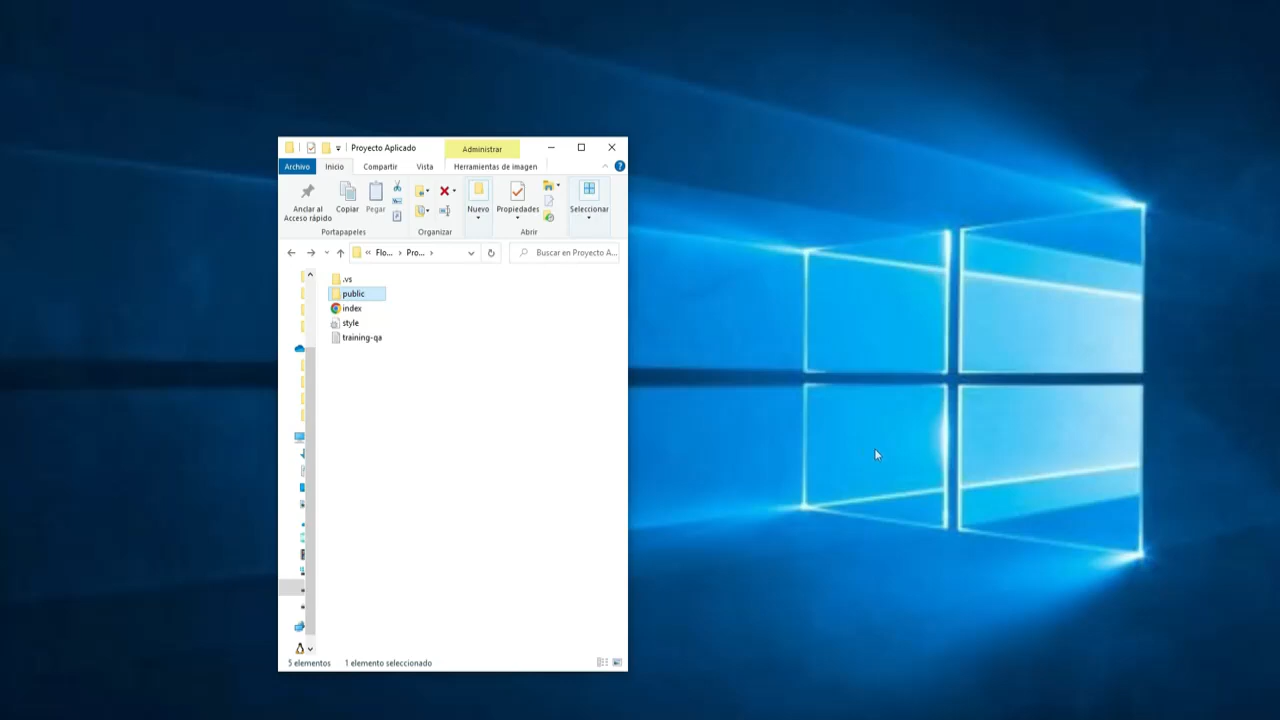 Proyecto Aplicado
Administrar
Archivo Inicio Compartir Vista Herramientas de imagen
Anclar al Acceso rápido
Copiar
Pegar
Nuevo
Propiedades
Seleccionar
Portapapeles Organizar Abrir
« Flo... › Pro... › Buscar en Proyecto A...
.vs
public
index
style
training-qa
5 elementos 1 elemento seleccionado